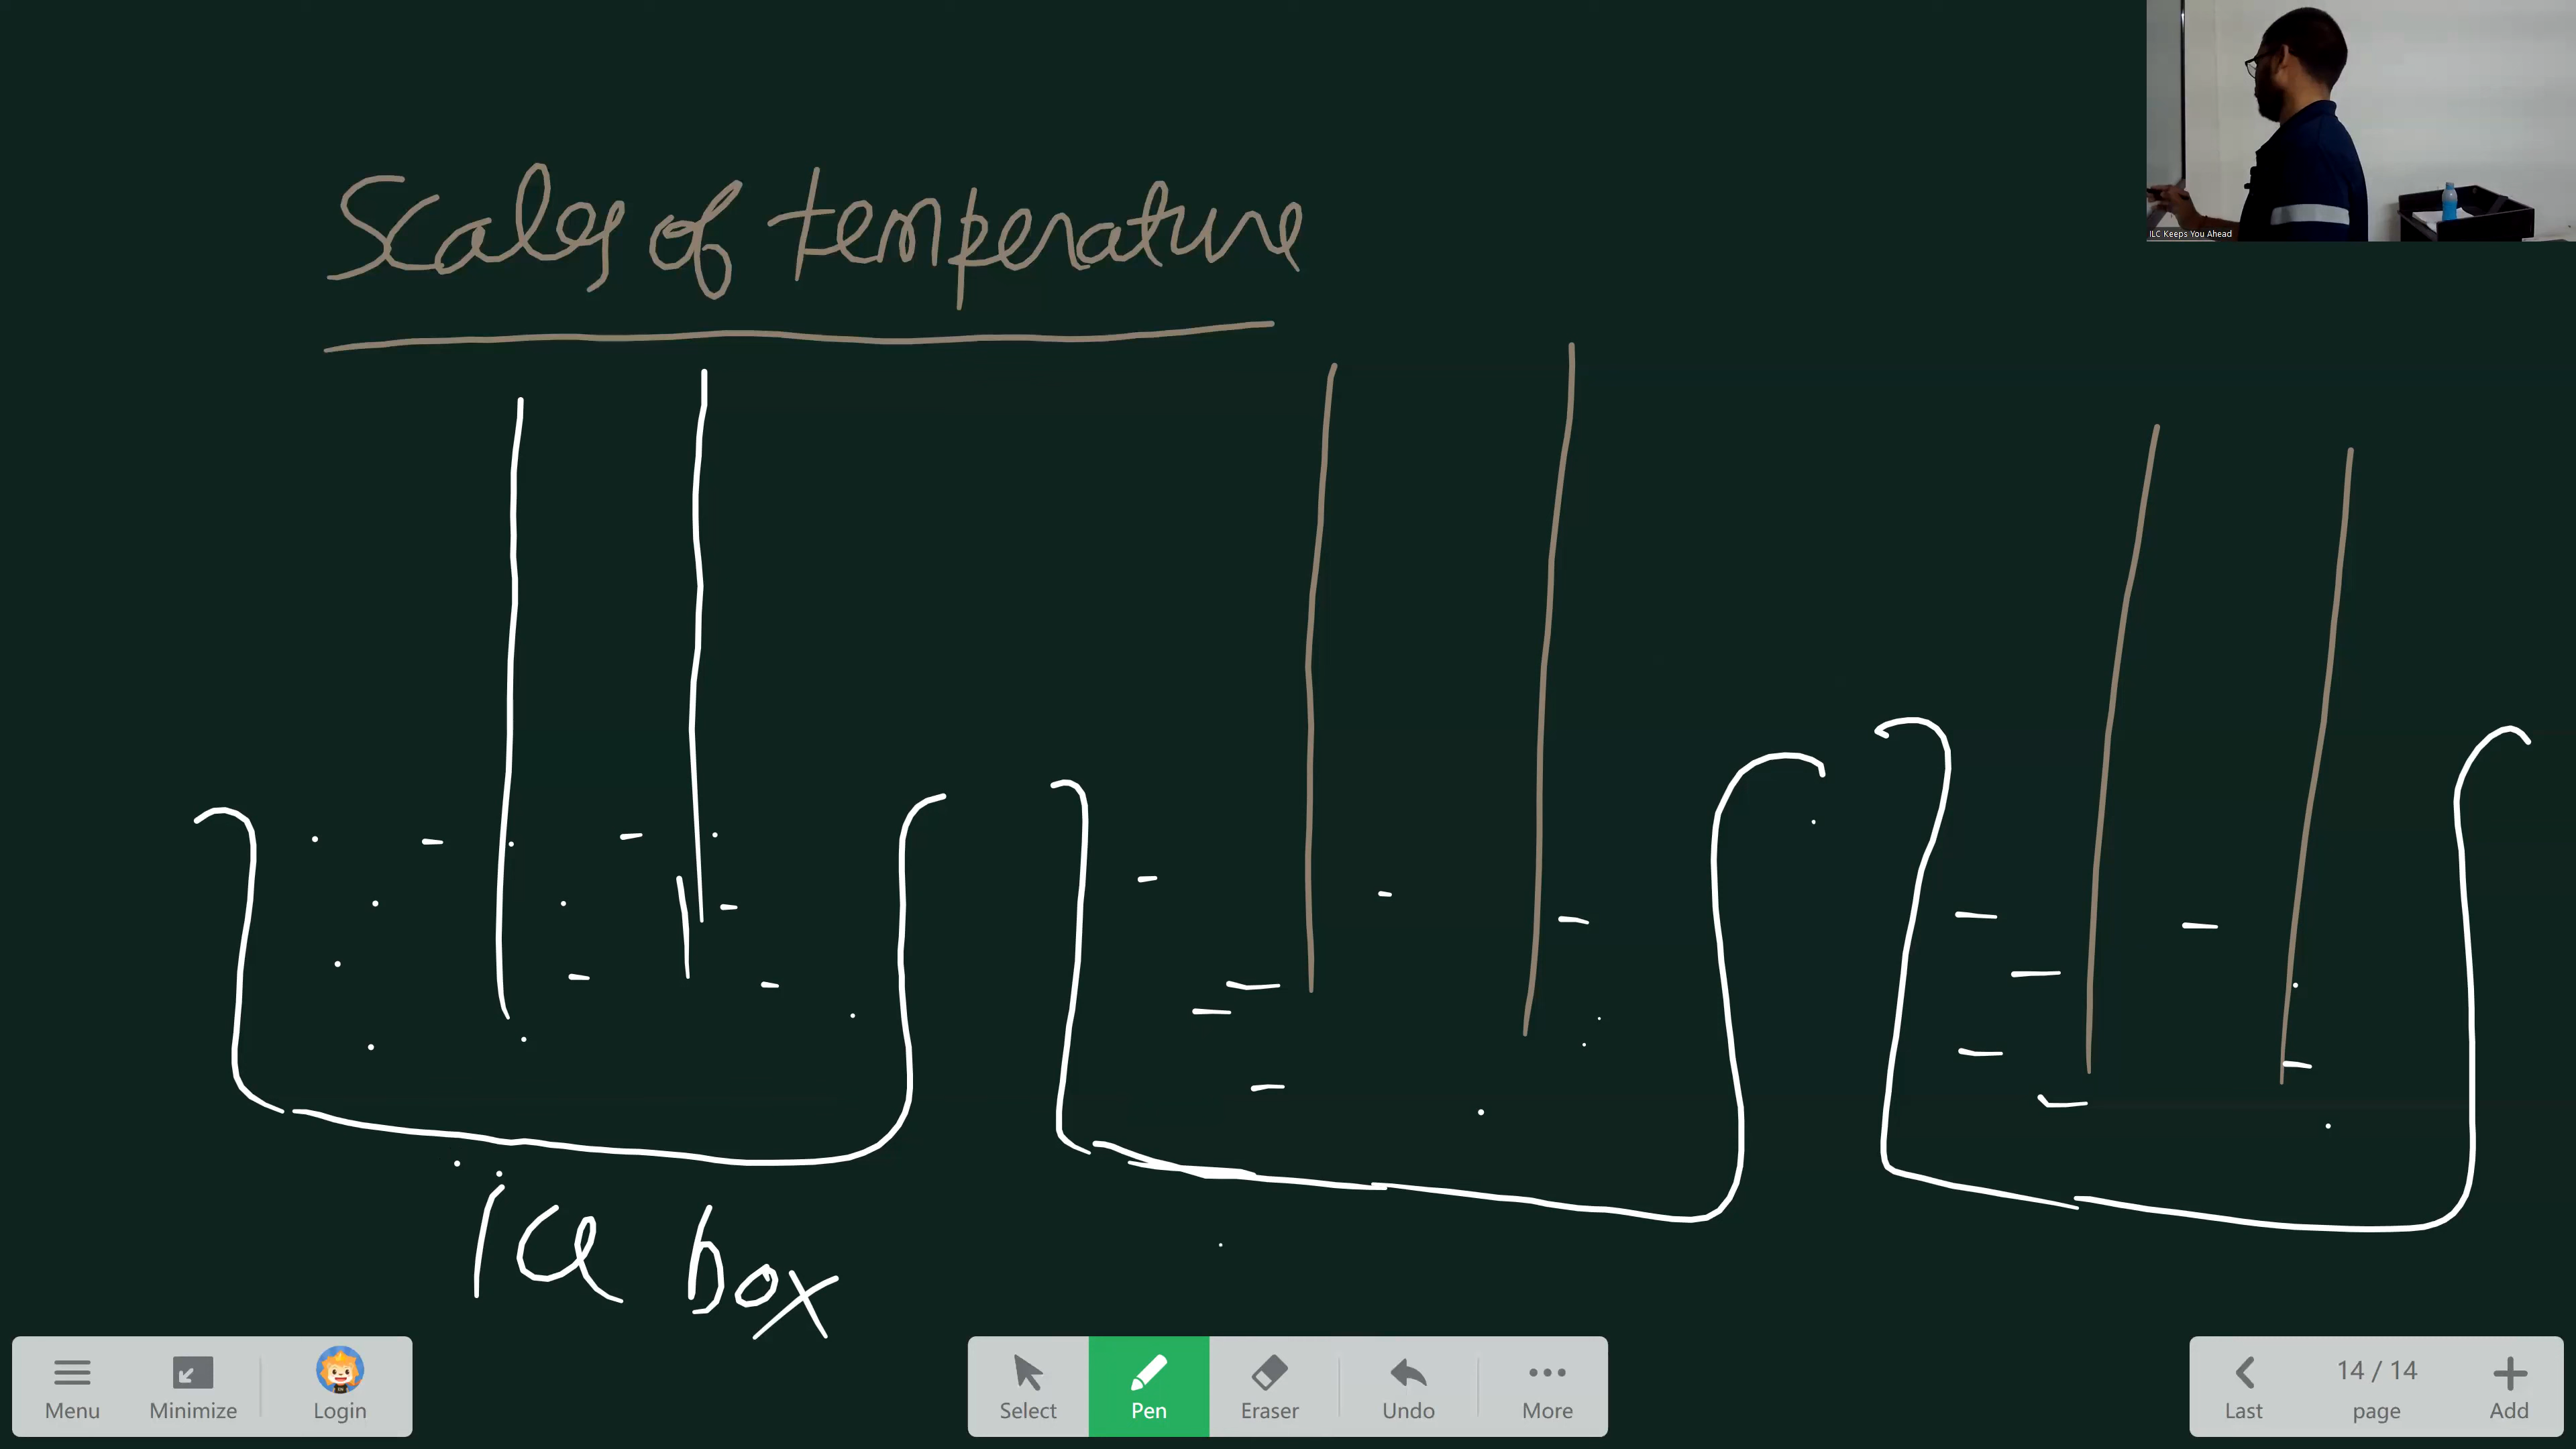 ILC Keeps You Ahead
Scales of temperature
ice box
Menu
Minimize
Login
Select
Pen
Eraser
Undo
More
Last
14 / 14
page
Add